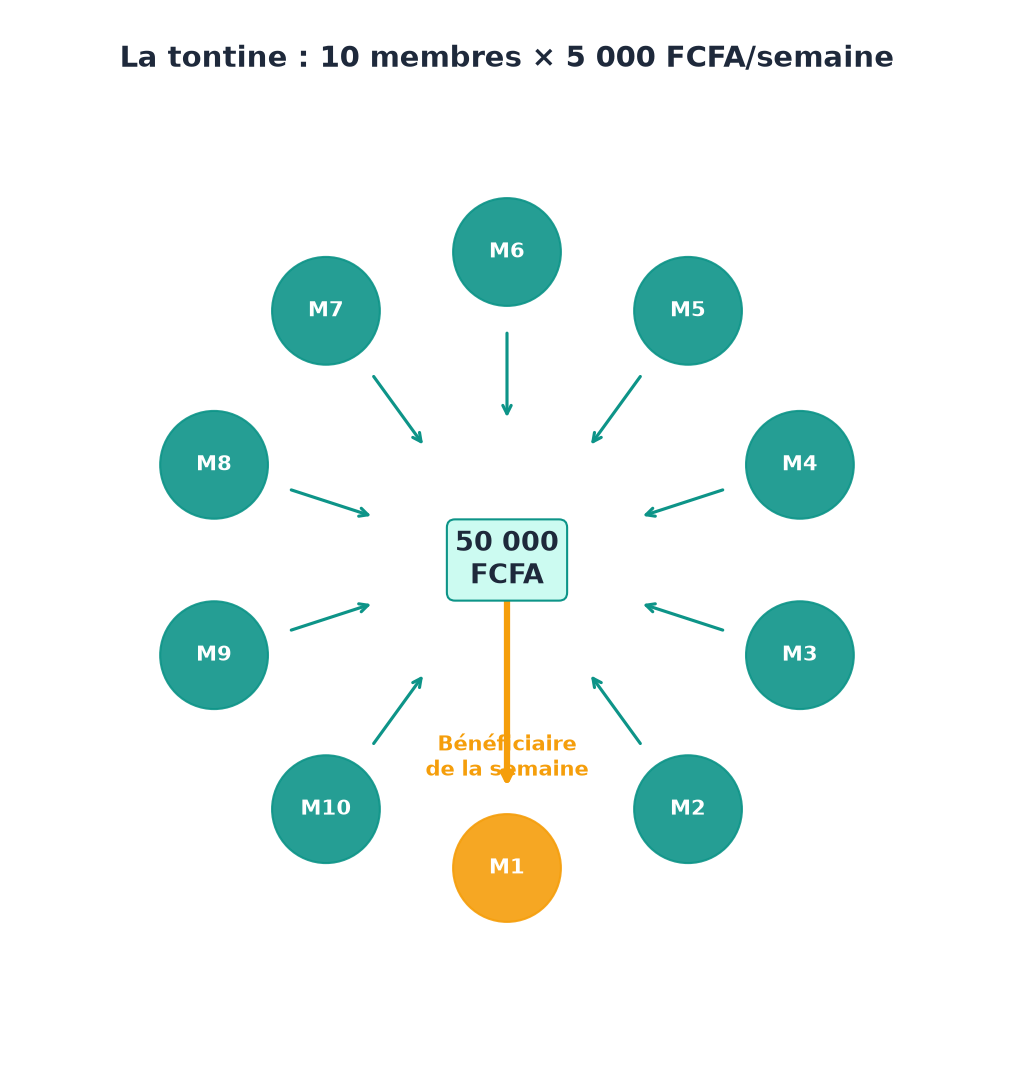 La tontine : 10 membres × 5 000 FCFA/semaine
M6
M7
M5
M8
M4
50 000
FCFA
M9
M3
Bénéficiaire
de la semaine
M10
M2
M1